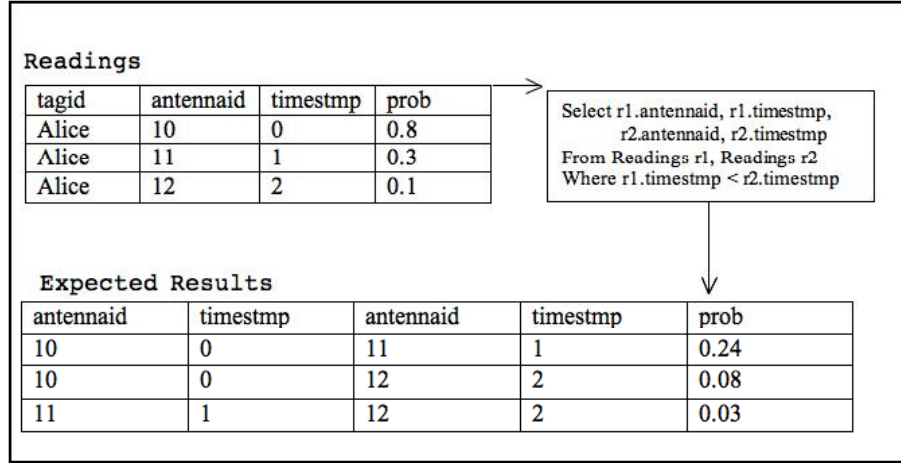 Readings
tagid antennaid timestmp prob
Alice 10 0 0.8
Alice 11 1 0.3
Alice 12 2 0.1
Select r1.antennaid, r1.timestmp,
r2.antennaid, r2.timestmp
From Readings r1, Readings r2
Where r1.timestmp < r2.timestmp
Expected Results
antennaid timestmp antennaid timestmp prob
10 0 11 1 0.24
10 0 12 2 0.08
11 1 12 2 0.03